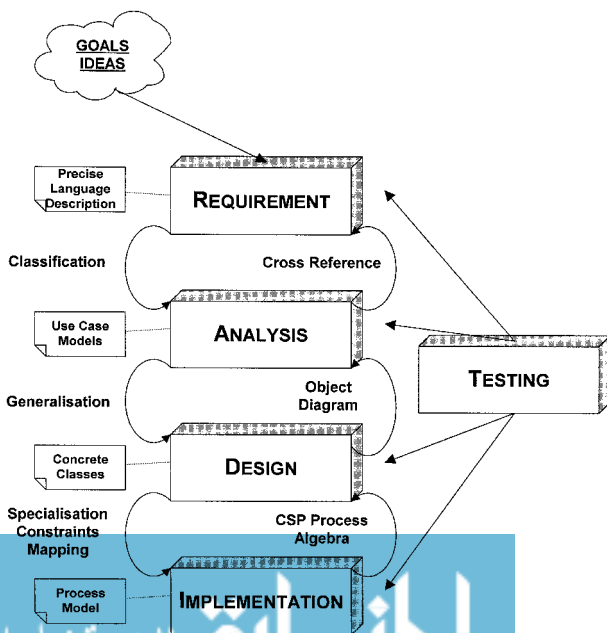 GOALS
IDEAS
Precise
Language
Description
REQUIREMENT
Classification
Cross Reference
Use Case
Models
ANALYSIS
TESTING
Generalisation
Object
Diagram
Concrete
Classes
DESIGN
Specialisation
Constraints
Mapping
CSP Process
Algebra
Process
Model
IMPLEMENTATION